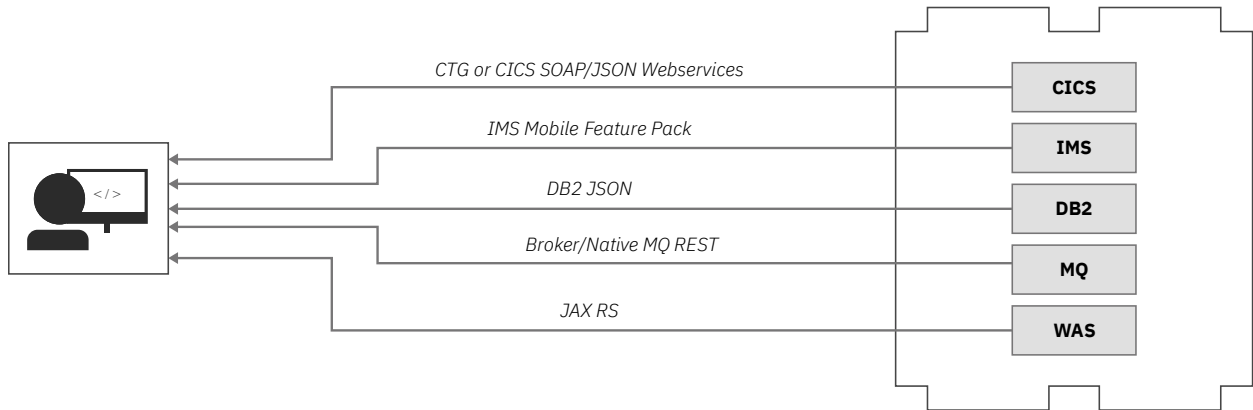 CTG or CICS SOAP/JSON Webservices
CICS
IMS Mobile Feature Pack
IMS
</>
DB2 JSON
DB2
Broker/Native MQ REST
MQ
JAX RS
WAS